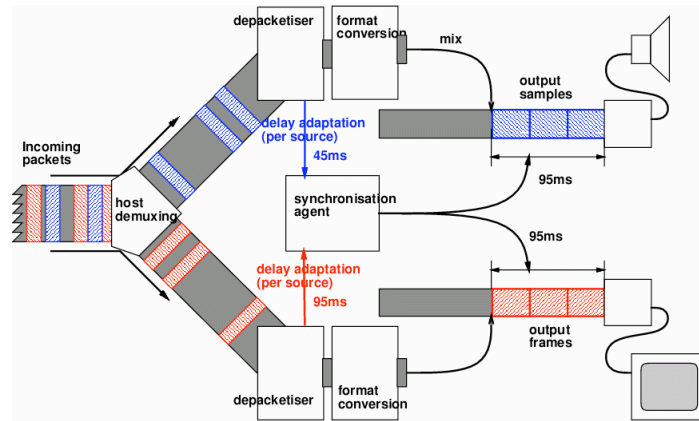 depacketiser
format
conversion
mix
output
samples
Incoming
packets
delay adaptation
(per source)
45ms
95ms
host
demuxing
synchronisation
agent
95ms
delay adaptation
(per source)
95ms
output
frames
depacketiser
format
conversion